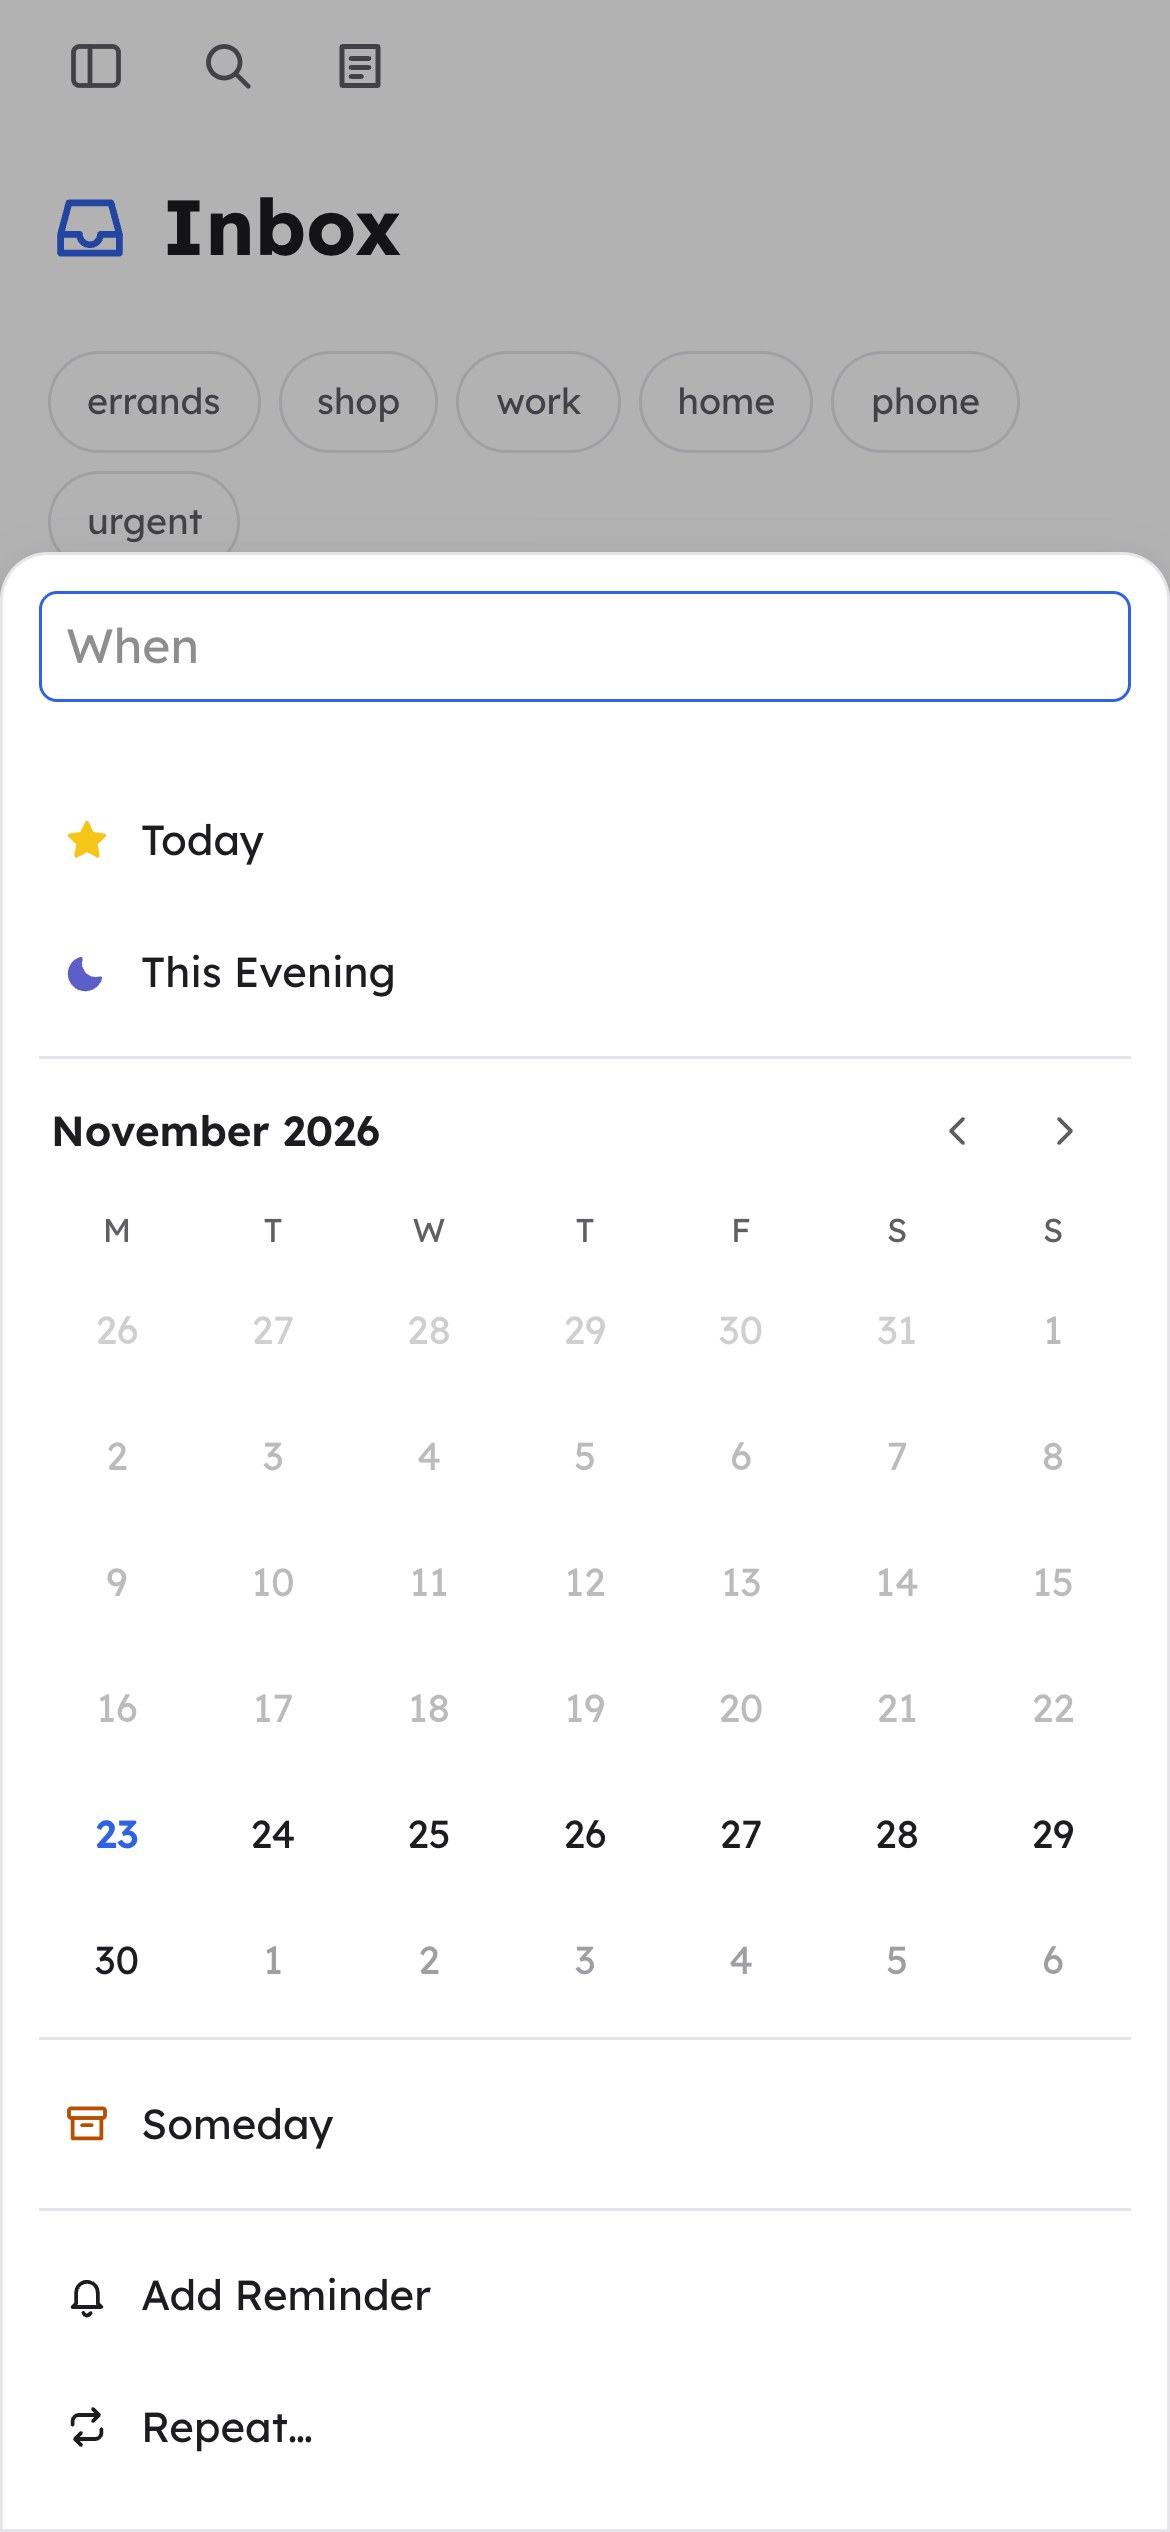 Inbox
errands shop work home phone
urgent
When
Today
This Evening
November 2026
M T W T F S S
26 27 28 29 30 31 1
2 3 4 5 6 7 8
9 10 11 12 13 14 15
16 17 18 19 20 21 22
23 24 25 26 27 28 29
30 1 2 3 4 5 6
Someday
Add Reminder
Repeat...